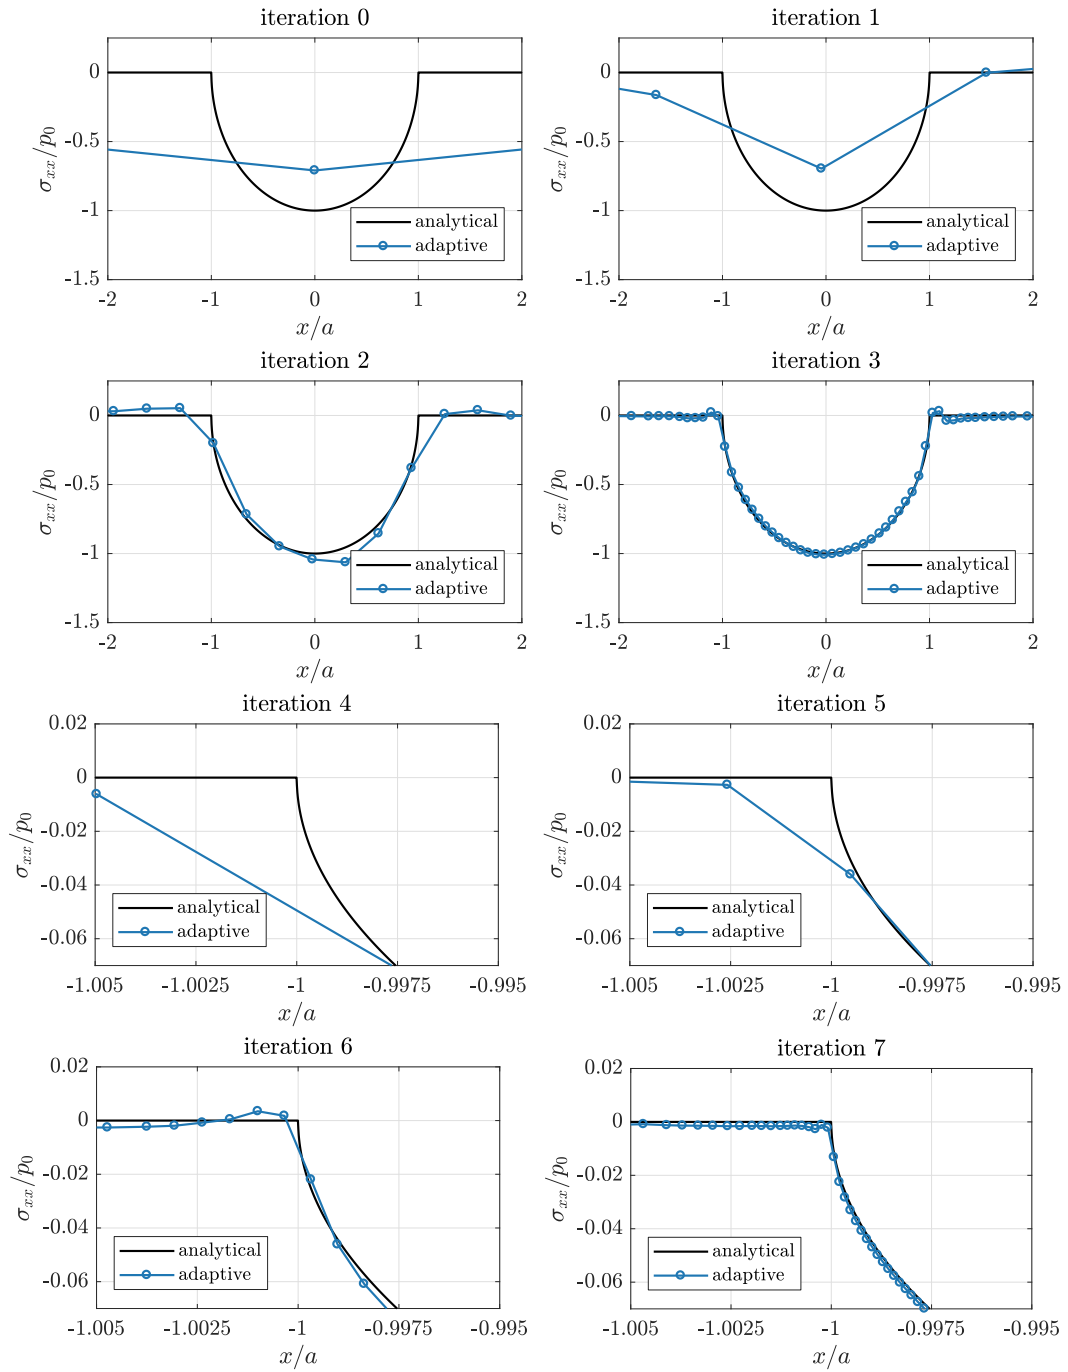 iteration 0
0
-0.5
-1
-1.5
σ_xx/p_0
analytical
adaptive
-2
-1
0
1
2
x/a
iteration 1
0
-0.5
-1
-1.5
σ_xx/p_0
analytical
adaptive
-2
-1
0
1
2
x/a
iteration 2
0
-0.5
-1
-1.5
σ_xx/p_0
analytical
adaptive
-2
-1
0
1
2
x/a
iteration 3
0
-0.5
-1
-1.5
σ_xx/p_0
analytical
adaptive
-2
-1
0
1
2
x/a
iteration 4
0.02
0
-0.02
-0.04
-0.06
σ_xx/p_0
analytical
adaptive
-1.005
-1.0025
-1
-0.9975
-0.995
x/a
iteration 5
0.02
0
-0.02
-0.04
-0.06
σ_xx/p_0
analytical
adaptive
-1.005
-1.0025
-1
-0.9975
-0.995
x/a
iteration 6
0.02
0
-0.02
-0.04
-0.06
σ_xx/p_0
analytical
adaptive
-1.005
-1.0025
-1
-0.9975
-0.995
x/a
iteration 7
0.02
0
-0.02
-0.04
-0.06
σ_xx/p_0
analytical
adaptive
-1.005
-1.0025
-1
-0.9975
-0.995
x/a